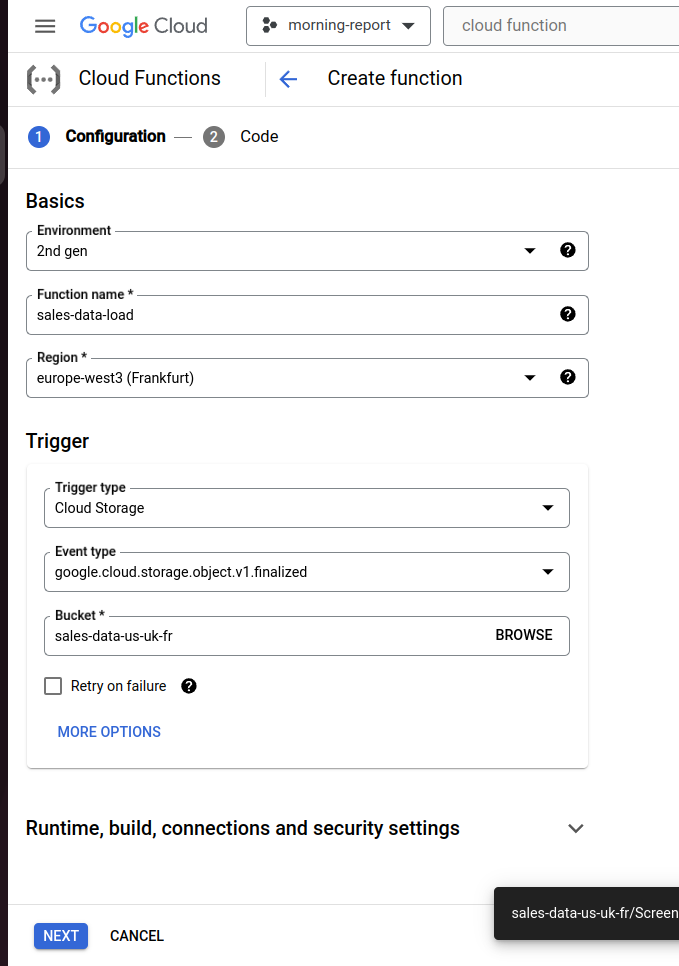 Google Cloud morning-report cloud function
Cloud Functions Create function
1 Configuration 2 Code
Basics
Environment
2nd gen
Function name *
sales-data-load
Region *
europe-west3 (Frankfurt)
Trigger
Trigger type
Cloud Storage
Event type
google.cloud.storage.object.v1.finalized
Bucket *
sales-data-us-uk-fr BROWSE
Retry on failure
MORE OPTIONS
Runtime, build, connections and security settings
sales-data-us-uk-fr/Screen
NEXT CANCEL